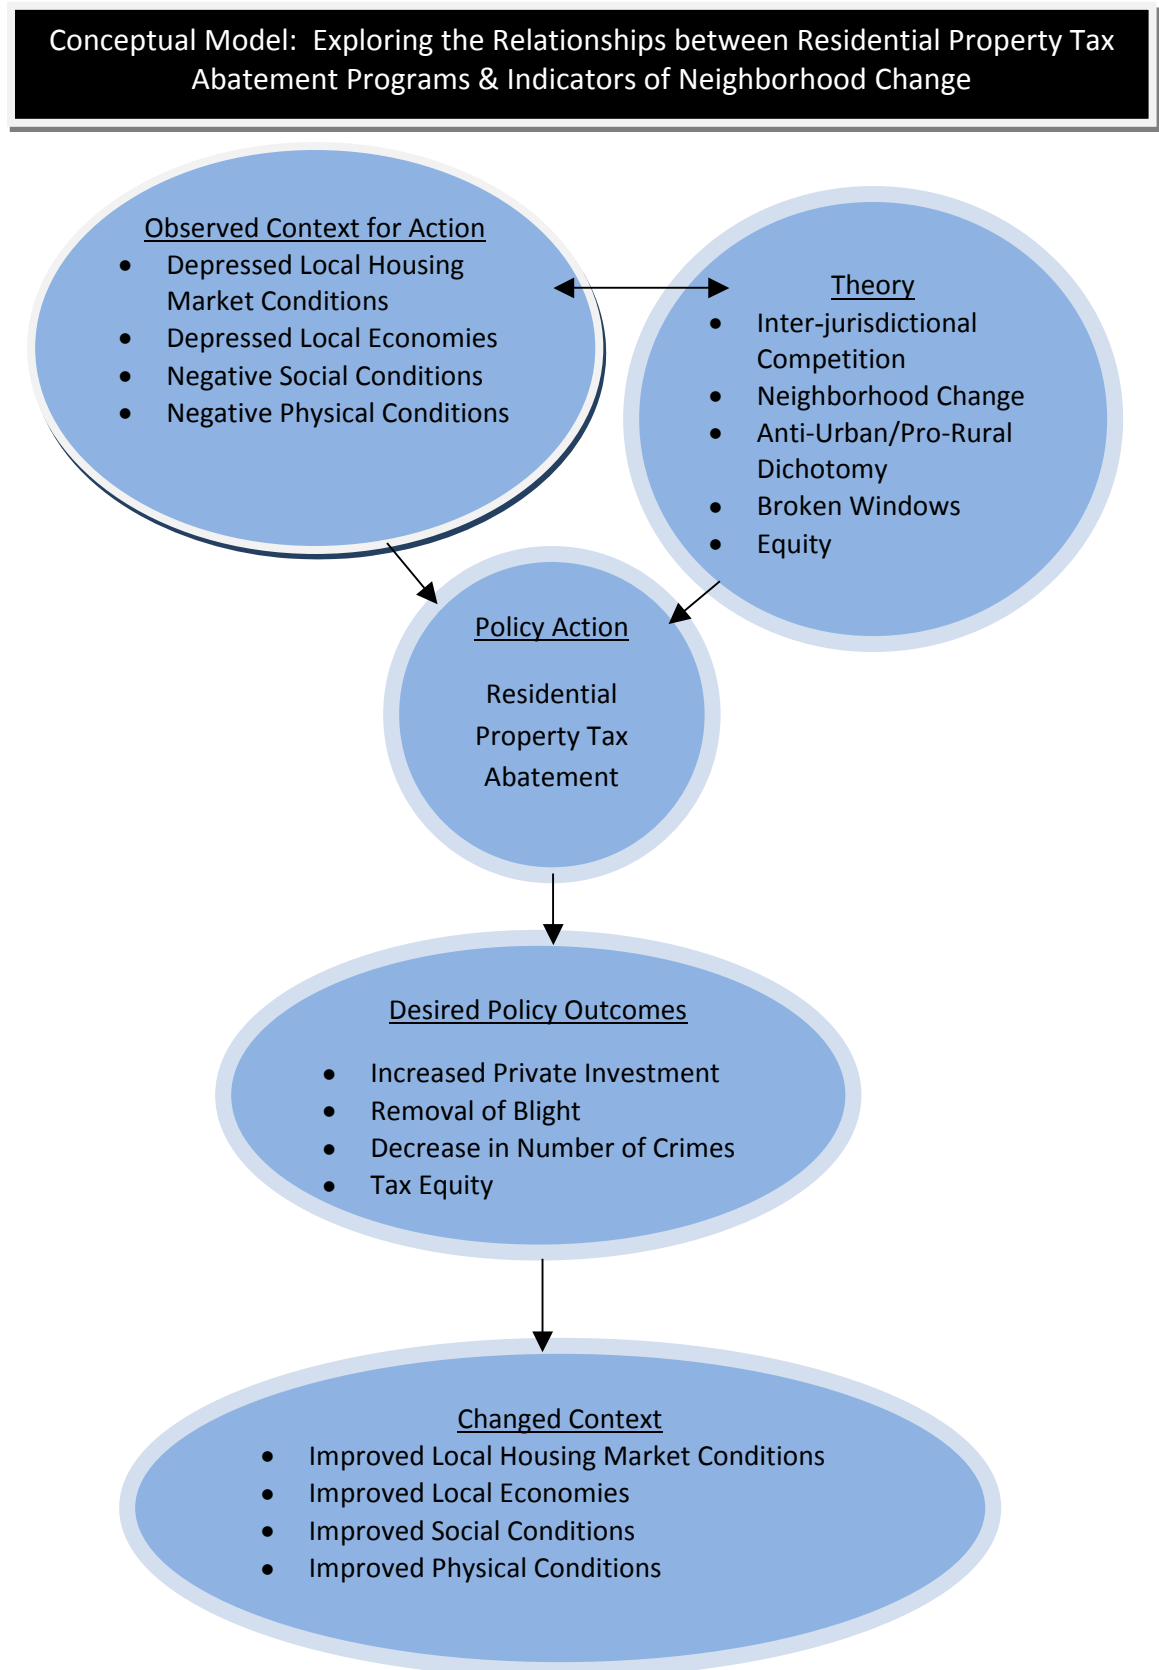 Conceptual Model:  Exploring the Relationships between Residential Property Tax
Abatement Programs & Indicators of Neighborhood Change
Observed Context for Action
• Depressed Local Housing
Market Conditions
• Depressed Local Economies
• Negative Social Conditions
• Negative Physical Conditions
Theory
• Inter-jurisdictional
Competition
• Neighborhood Change
• Anti-Urban/Pro-Rural
Dichotomy
• Broken Windows
• Equity
Policy Action
Residential
Property Tax
Abatement
Desired Policy Outcomes
• Increased Private Investment
• Removal of Blight
• Decrease in Number of Crimes
• Tax Equity
Changed Context
• Improved Local Housing Market Conditions
• Improved Local Economies
• Improved Social Conditions
• Improved Physical Conditions